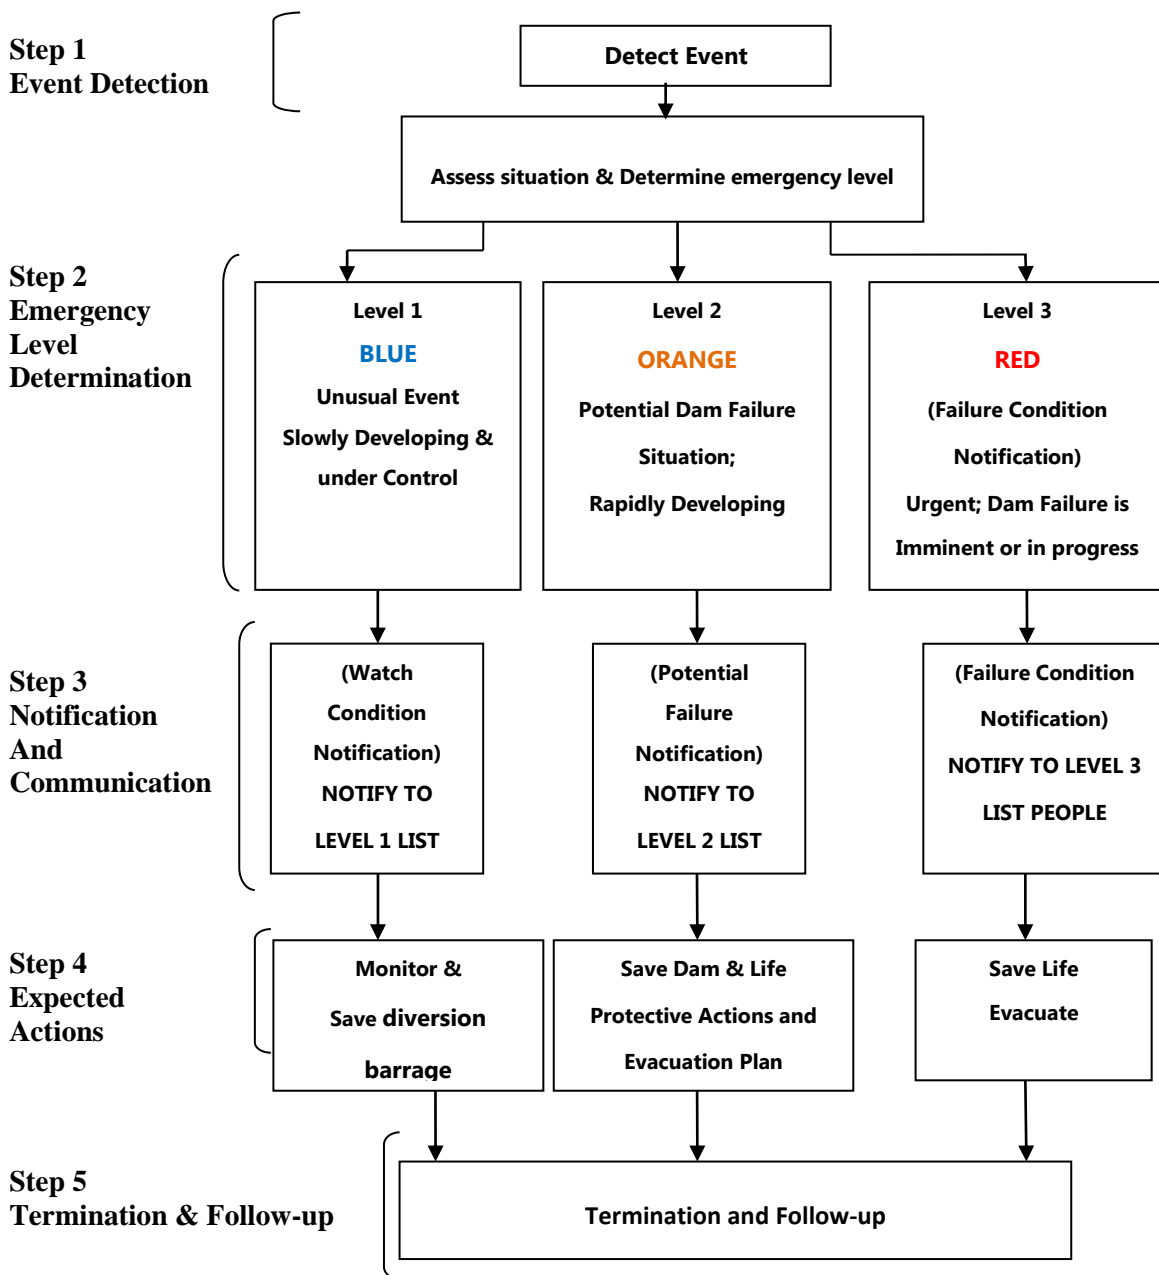 Step 1
Event Detection
Detect Event
Assess situation & Determine emergency level
Step 2
Emergency
Level
Determination
Level 1
BLUE
Unusual Event
Slowly Developing &
under Control
Level 2
ORANGE
Potential Dam Failure
Situation;
Rapidly Developing
Level 3
RED
(Failure Condition
Notification)
Urgent; Dam Failure is
Imminent or in progress
Step 3
Notification
And
Communication
(Watch
Condition
Notification)
NOTIFY TO
LEVEL 1 LIST
(Potential
Failure
Notification)
NOTIFY TO
LEVEL 2 LIST
(Failure Condition
Notification)
NOTIFY TO LEVEL 3
LIST PEOPLE
Step 4
Expected
Actions
Monitor &
Save diversion
barrage
Save Dam & Life
Protective Actions and
Evacuation Plan
Save Life
Evacuate
Step 5
Termination & Follow-up
Termination and Follow-up